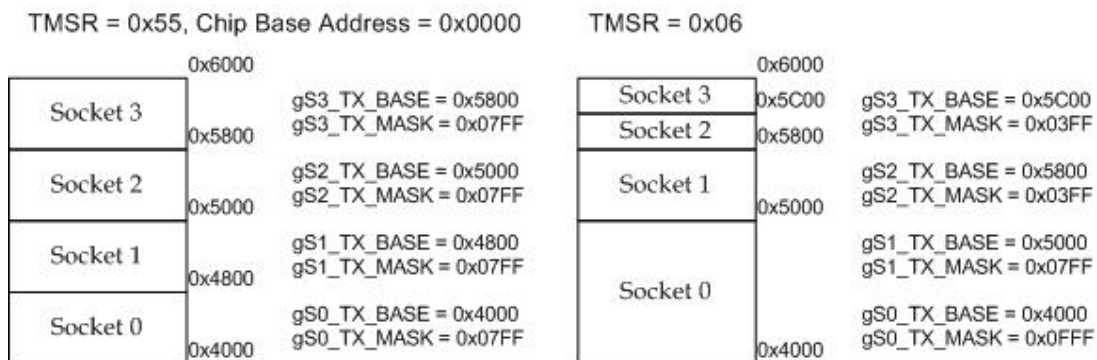 TMSR = 0x55, Chip Base Address = 0x0000
0x6000
Socket 3
gS3_TX_BASE = 0x5800
gS3_TX_MASK = 0x07FF
0x5800
Socket 2
gS2_TX_BASE = 0x5000
gS2_TX_MASK = 0x07FF
0x5000
Socket 1
gS1_TX_BASE = 0x4800
gS1_TX_MASK = 0x07FF
0x4800
Socket 0
gS0_TX_BASE = 0x4000
gS0_TX_MASK = 0x07FF
0x4000
TMSR = 0x06
0x6000
Socket 3
0x5C00
gS3_TX_BASE = 0x5C00
gS3_TX_MASK = 0x03FF
Socket 2
0x5800
Socket 1
gS2_TX_BASE = 0x5800
gS2_TX_MASK = 0x03FF
0x5000
gS1_TX_BASE = 0x5000
gS1_TX_MASK = 0x07FF
Socket 0
gS0_TX_BASE = 0x4000
gS0_TX_MASK = 0x0FFF
0x4000